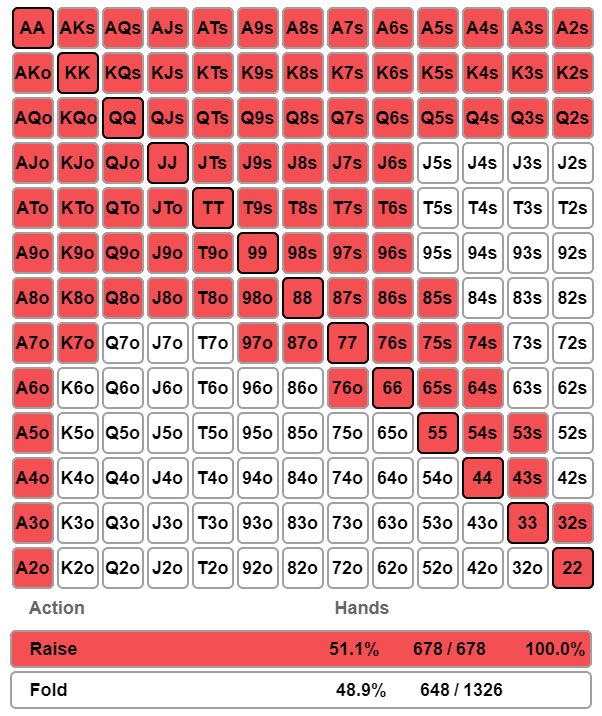 AA AKs AQs AJs ATs A9s A8s A7s A6s A5s A4s A3s A2s
AKo KK KQs KJs KTs K9s K8s K7s K6s K5s K4s K3s K2s
AQo KQo QQ QJs QTs Q9s Q8s Q7s Q6s Q5s Q4s Q3s Q2s
AJo KJo QJo JJ JTs J9s J8s J7s J6s J5s J4s J3s J2s
ATo KTo QTo JTo TT T9s T8s T7s T6s T5s T4s T3s T2s
A9o K9o Q9o J9o T9o 99 98s 97s 96s 95s 94s 93s 92s
A8o K8o Q8o J8o T8o 98o 88 87s 86s 85s 84s 83s 82s
A7o K7o Q7o J7o T7o 97o 87o 77 76s 75s 74s 73s 72s
A6o K6o Q6o J6o T6o 96o 86o 76o 66 65s 64s 63s 62s
A5o K5o Q5o J5o T5o 95o 85o 75o 65o 55 54s 53s 52s
A4o K4o Q4o J4o T4o 94o 84o 74o 64o 54o 44 43s 42s
A3o K3o Q3o J3o T3o 93o 83o 73o 63o 53o 43o 33 32s
A2o K2o Q2o J2o T2o 92o 82o 72o 62o 52o 42o 32o 22
Action Hands
Raise 51.1% 678 / 678 100.0%
Fold 48.9% 648 / 1326